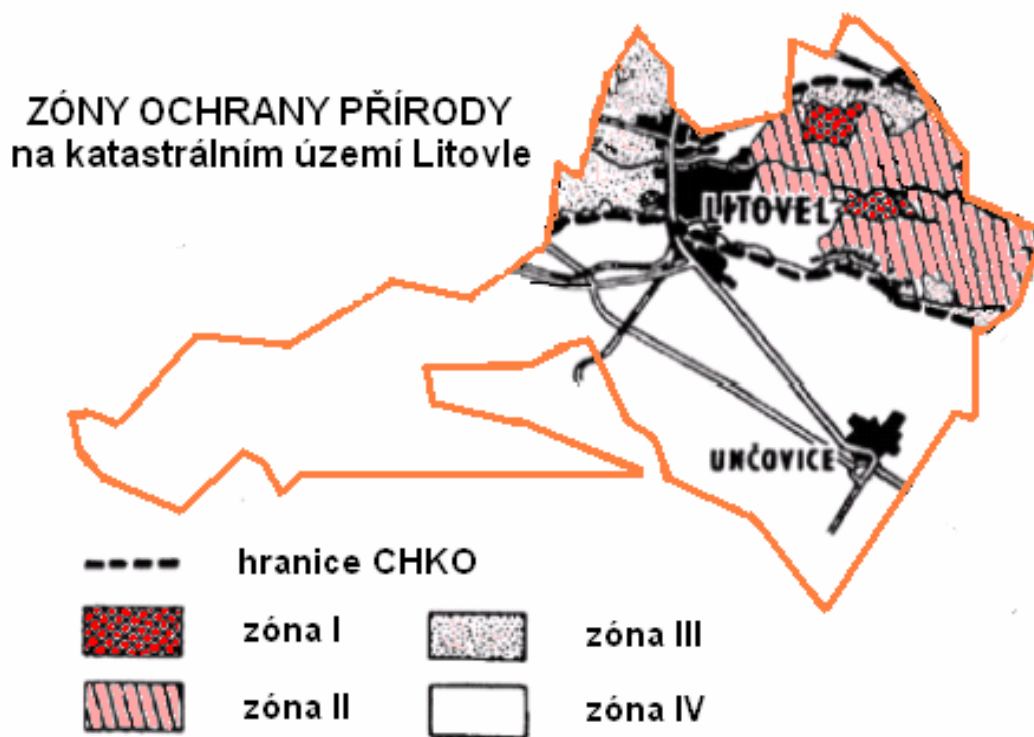 ZÓNY OCHRANY PŘÍRODY
na katastrálním území Litovle
LITOVEL
UNČOVICE
hranice CHKO
zóna I
zóna III
zóna II
zóna IV